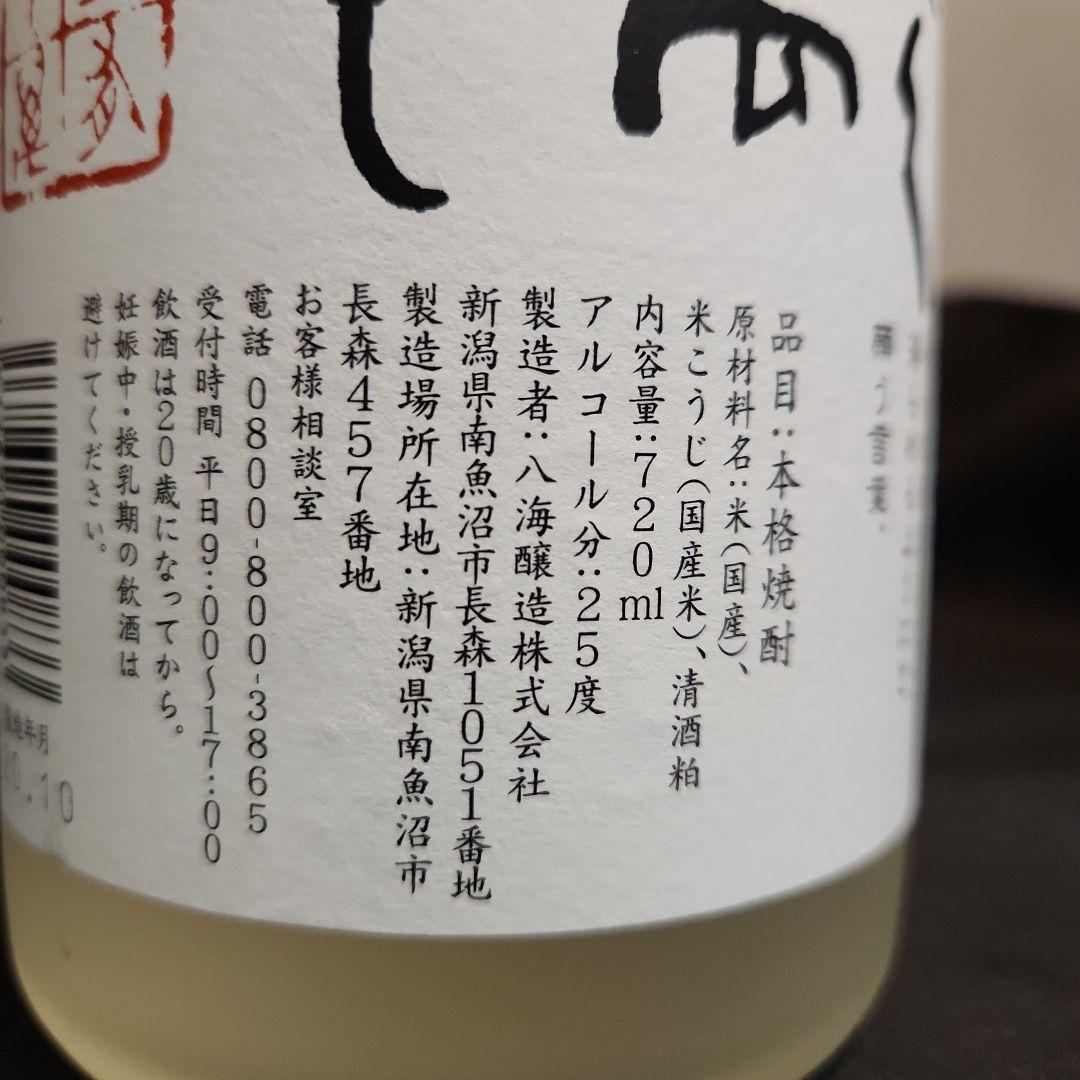 品目:本格焼酎
原材料名:米(国産)、
米こうじ(国産米)、清酒粕
内容量:720ml
アルコール分:25度
製造者:八海醸造株式会社
新潟県南魚沼市長森1051番地
製造場所在地:新潟県南魚沼市
長森457番地
お客様相談室
電話 0800-800-3865
受付時間 平日9:00~17:00
飲酒は20歳になってから。
妊娠中・授乳期の飲酒は
避けてください。
年月
.10